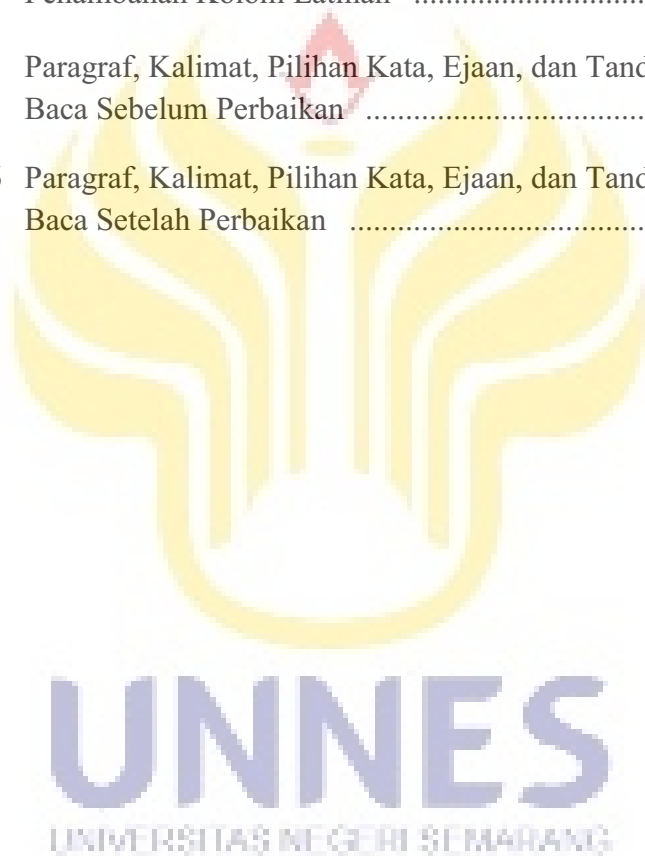 Paragraf, Kalimat, Pilihan Kata, Ejaan, dan Tand
Baca Sebelum Perbaikan ..............................
Paragraf, Kalimat, Pilihan Kata, Ejaan, dan Tand
Baca Setelah Perbaikan ................................
UNNES
UNIVERSITAS NEGERI SEMARANG